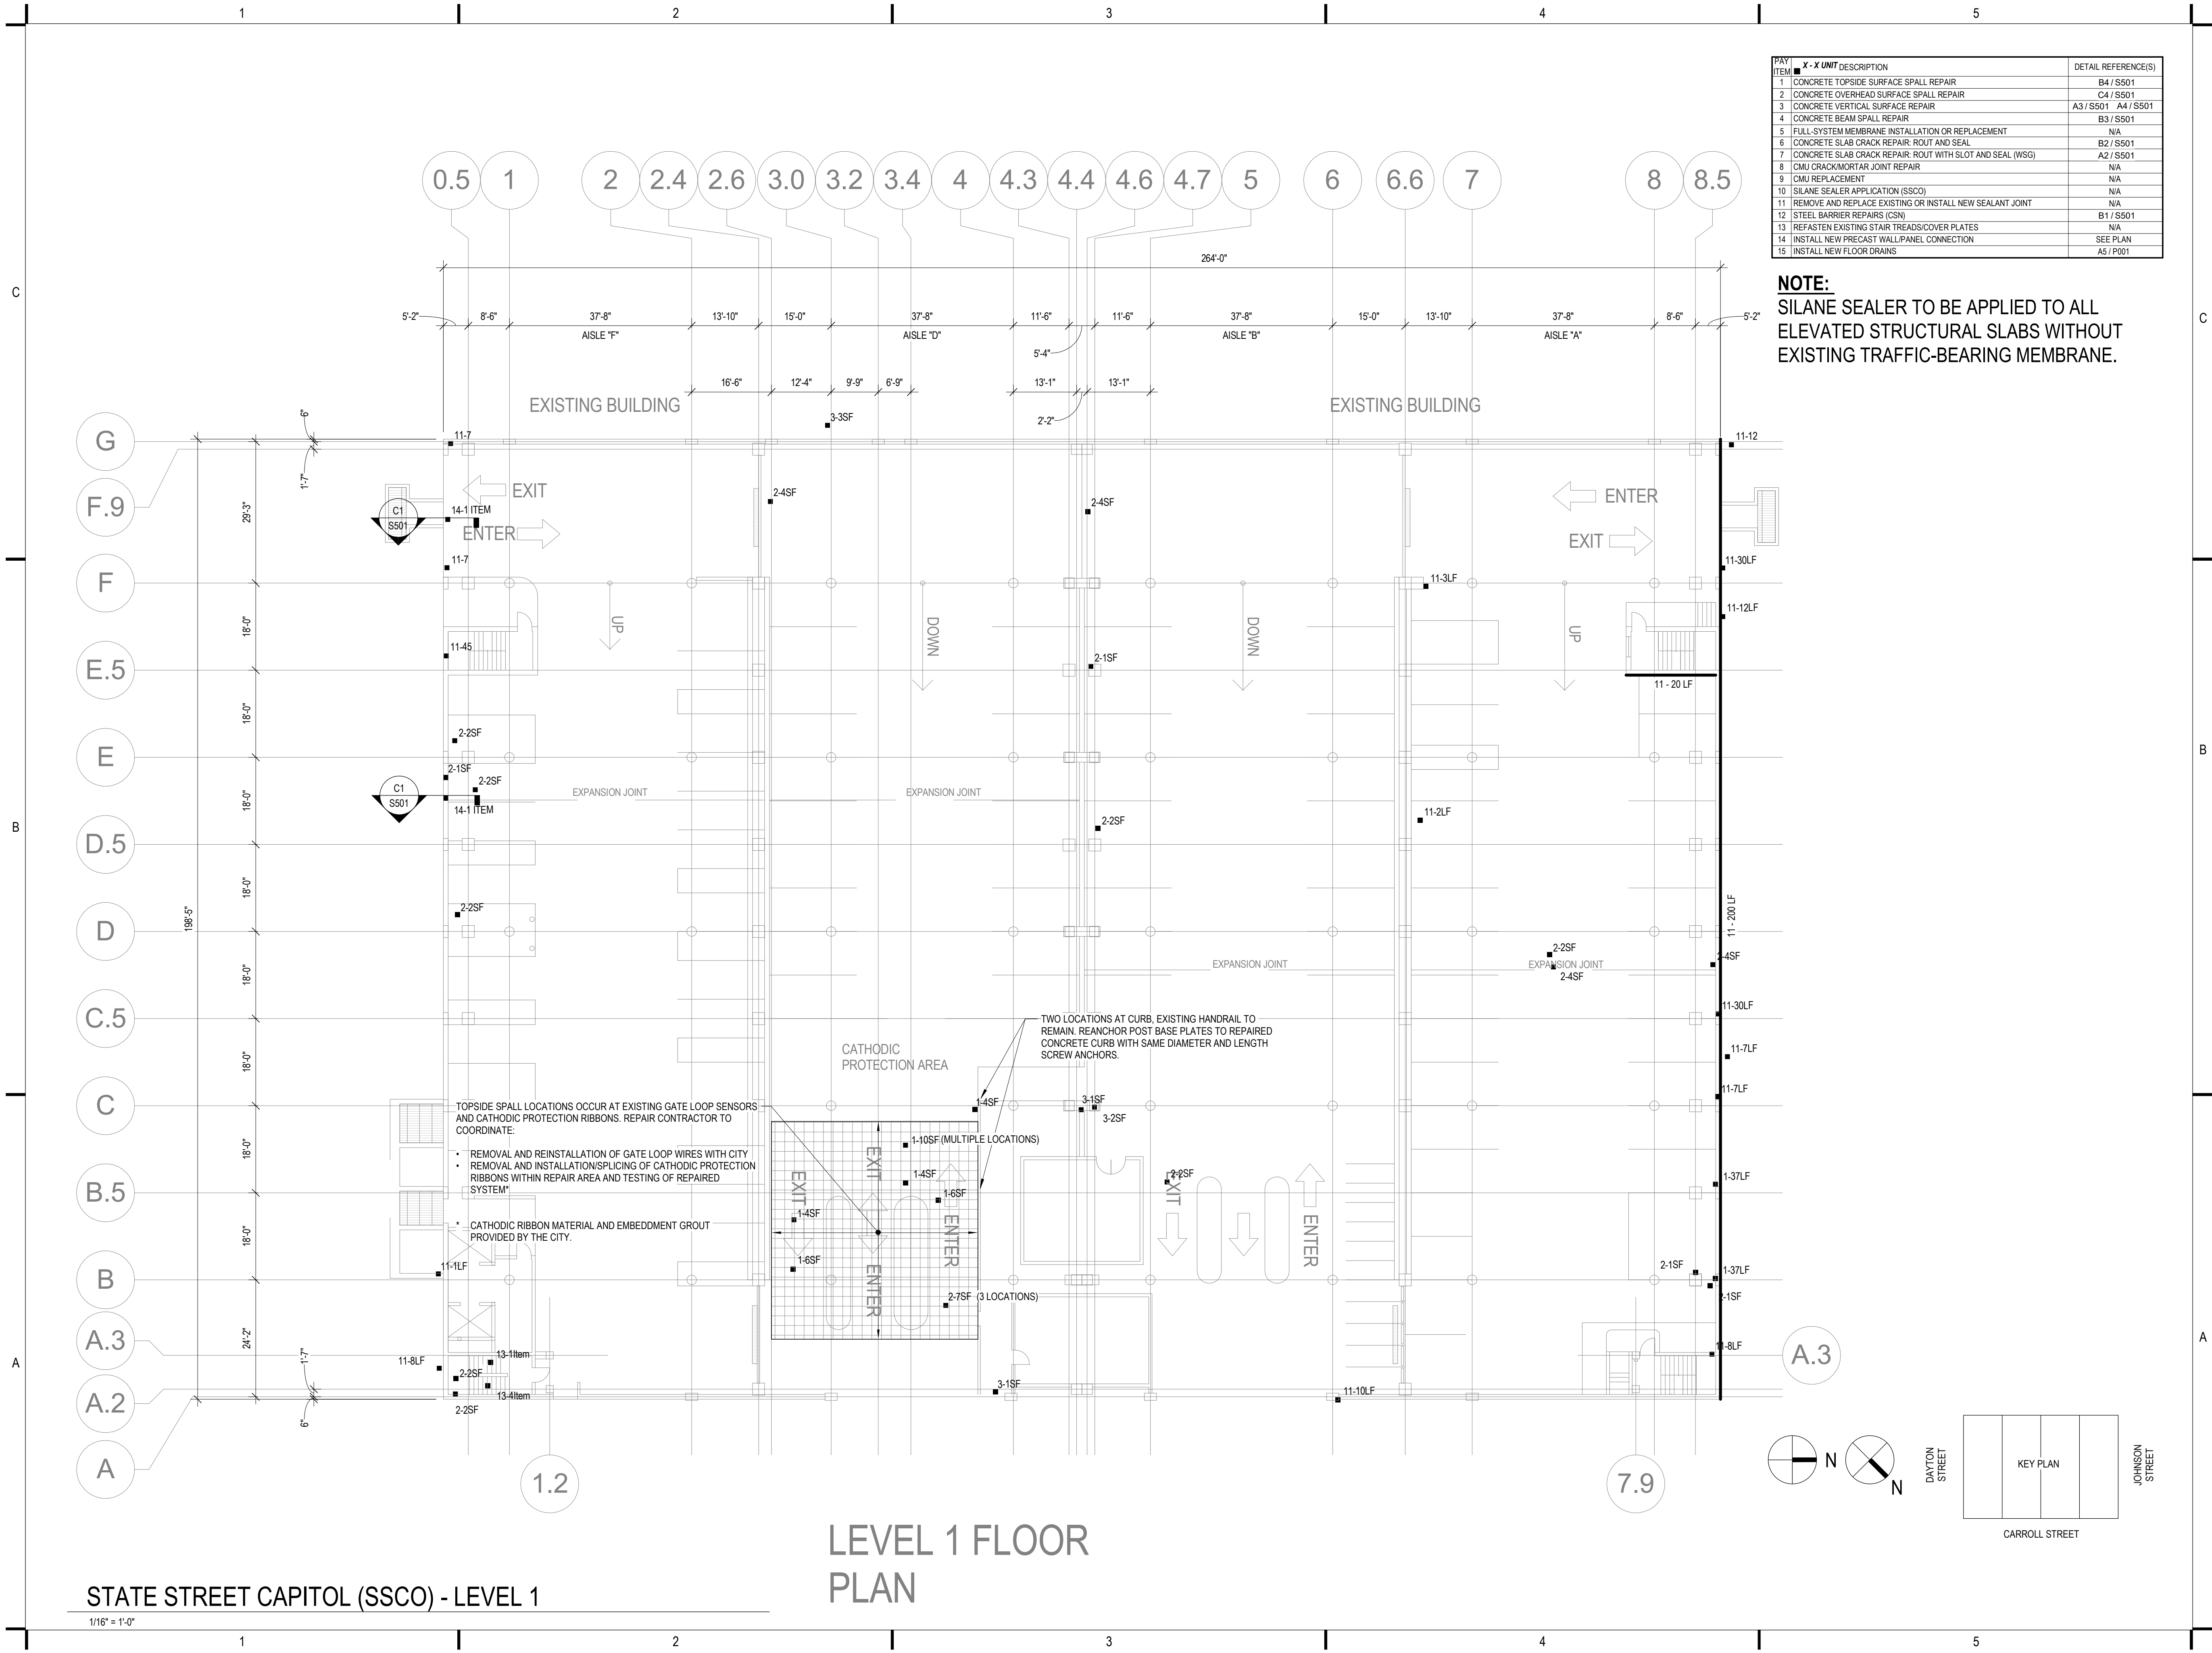 1 2 3 4 5
PAY ITEM X - X UNIT DESCRIPTION DETAIL REFERENCE(S)
1 CONCRETE TOPSIDE SURFACE SPALL REPAIR B4 / S501
2 CONCRETE OVERHEAD SURFACE SPALL REPAIR C4 / S501
3 CONCRETE VERTICAL SURFACE REPAIR A3 / S501 A4 / S501
4 CONCRETE BEAM SPALL REPAIR B3 / S501
5 FULL-SYSTEM MEMBRANE INSTALLATION OR REPLACEMENT N/A
6 CONCRETE SLAB CRACK REPAIR: ROUT AND SEAL B2 / S501
7 CONCRETE SLAB CRACK REPAIR: ROUT WITH SLOT AND SEAL (WSG) A2 / S501
8 CMU CRACK/MORTAR JOINT REPAIR N/A
9 CMU REPLACEMENT N/A
10 SILANE SEALER APPLICATION (SSCO) N/A
11 REMOVE AND REPLACE EXISTING OR INSTALL NEW SEALANT JOINT N/A
12 STEEL BARRIER REPAIRS (CSN) B1 / S501
13 REFASTEN EXISTING STAIR TREADS/COVER PLATES N/A
14 INSTALL NEW PRECAST WALL/PANEL CONNECTION SEE PLAN
15 INSTALL NEW FLOOR DRAINS A5 / P001
NOTE:
SILANE SEALER TO BE APPLIED TO ALL
ELEVATED STRUCTURAL SLABS WITHOUT
EXISTING TRAFFIC-BEARING MEMBRANE.
0.5 1 2 2.4 2.6 3.0 3.2 3.4 4 4.3 4.4 4.6 4.7 5 6 6.6 7 8 8.5
264'-0"
5'-2" 8'-6" 37'-8" 13'-10" 15'-0" 37'-8" 11'-6" 11'-6" 37'-8" 15'-0" 13'-10" 37'-8" 8'-6" 5'-2"
AISLE "F" AISLE "D" AISLE "B" AISLE "A"
5'-4"
16'-6" 12'-4" 9'-9" 6'-9" 13'-1" 13'-1"
2'-2"
EXISTING BUILDING EXISTING BUILDING
C C
3-3SF
G 6" 11-7 11-12
F.9 1'-7" 29'-3"
EXIT 2-4SF 2-4SF ENTER
C1 S501 14-1 ITEM
ENTER EXIT
11-7 11-30LF
F 11-3LF
18'-0" UP DOWN DOWN UP 11-12LF
11-45 2-1SF
E.5
11 - 20 LF
18'-0"
2-2SF
E B
2-1SF 2-2SF
C1 S501
18'-0" EXPANSION JOINT EXPANSION JOINT
14-1 ITEM 11-2LF
B 2-2SF
D.5
18'-0"
198'-5" 2-2SF 11 - 200 LF
D
2-2SF
2-4SF
18'-0" EXPANSION JOINT EXPANSION JOINT
2-4SF
11-30LF
C.5
TWO LOCATIONS AT CURB, EXISTING HANDRAIL TO
REMAIN. REANCHOR POST BASE PLATES TO REPAIRED
CONCRETE CURB WITH SAME DIAMETER AND LENGTH
SCREW ANCHORS.
CATHODIC
PROTECTION AREA
18'-0" 11-7LF
11-7LF
C
1-4SF 3-1SF
3-2SF
TOPSIDE SPALL LOCATIONS OCCUR AT EXISTING GATE LOOP SENSORS
AND CATHODIC PROTECTION RIBBONS. REPAIR CONTRACTOR TO
COORDINATE:
• REMOVAL AND REINSTALLATION OF GATE LOOP WIRES WITH CITY
• REMOVAL AND INSTALLATION/SPLICING OF CATHODIC PROTECTION
RIBBONS WITHIN REPAIR AREA AND TESTING OF REPAIRED
SYSTEM*
* CATHODIC RIBBON MATERIAL AND EMBEDDMENT GROUT
PROVIDED BY THE CITY.
18'-0"
1-10SF (MULTIPLE LOCATIONS)
EXIT 1-4SF 2-2SF 1-37LF
B.5 EXIT 1-6SF EXIT
1-4SF
18'-0" ENTER ENTER
1-6SF
11-1LF 2-1SF 1-37LF
B ENTER
2-7SF (3 LOCATIONS) 2-1SF
24'-2"
A.3 A.3
A 11-8LF 13-1Item 11-8LF A
1'-7" 2-2SF
13-4Item 3-1SF 11-10LF
A.2 2-2SF
6"
A
1.2 7.9
N N
DAYTON
STREET
KEY PLAN
JOHNSON
STREET
CARROLL STREET
LEVEL 1 FLOOR
PLAN
STATE STREET CAPITOL (SSCO) - LEVEL 1
1/16" = 1'-0"
1 2 3 4 5